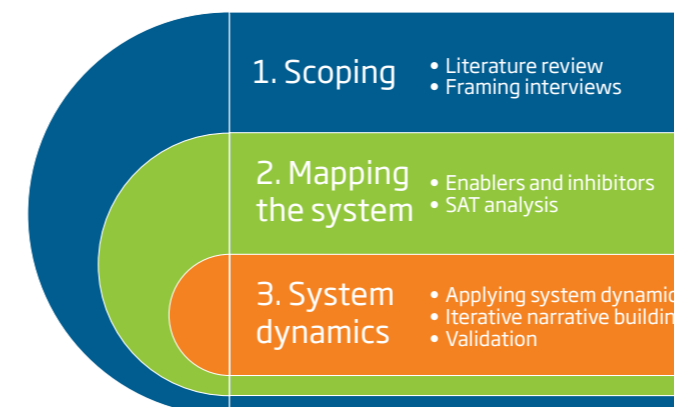 1. Scoping
• Literature review
• Framing interviews
2. Mapping
the system
• Enablers and inhibitors
• SAT analysis
3. System
dynamics
• Applying system dynamic
• Iterative narrative buildin
• Validation